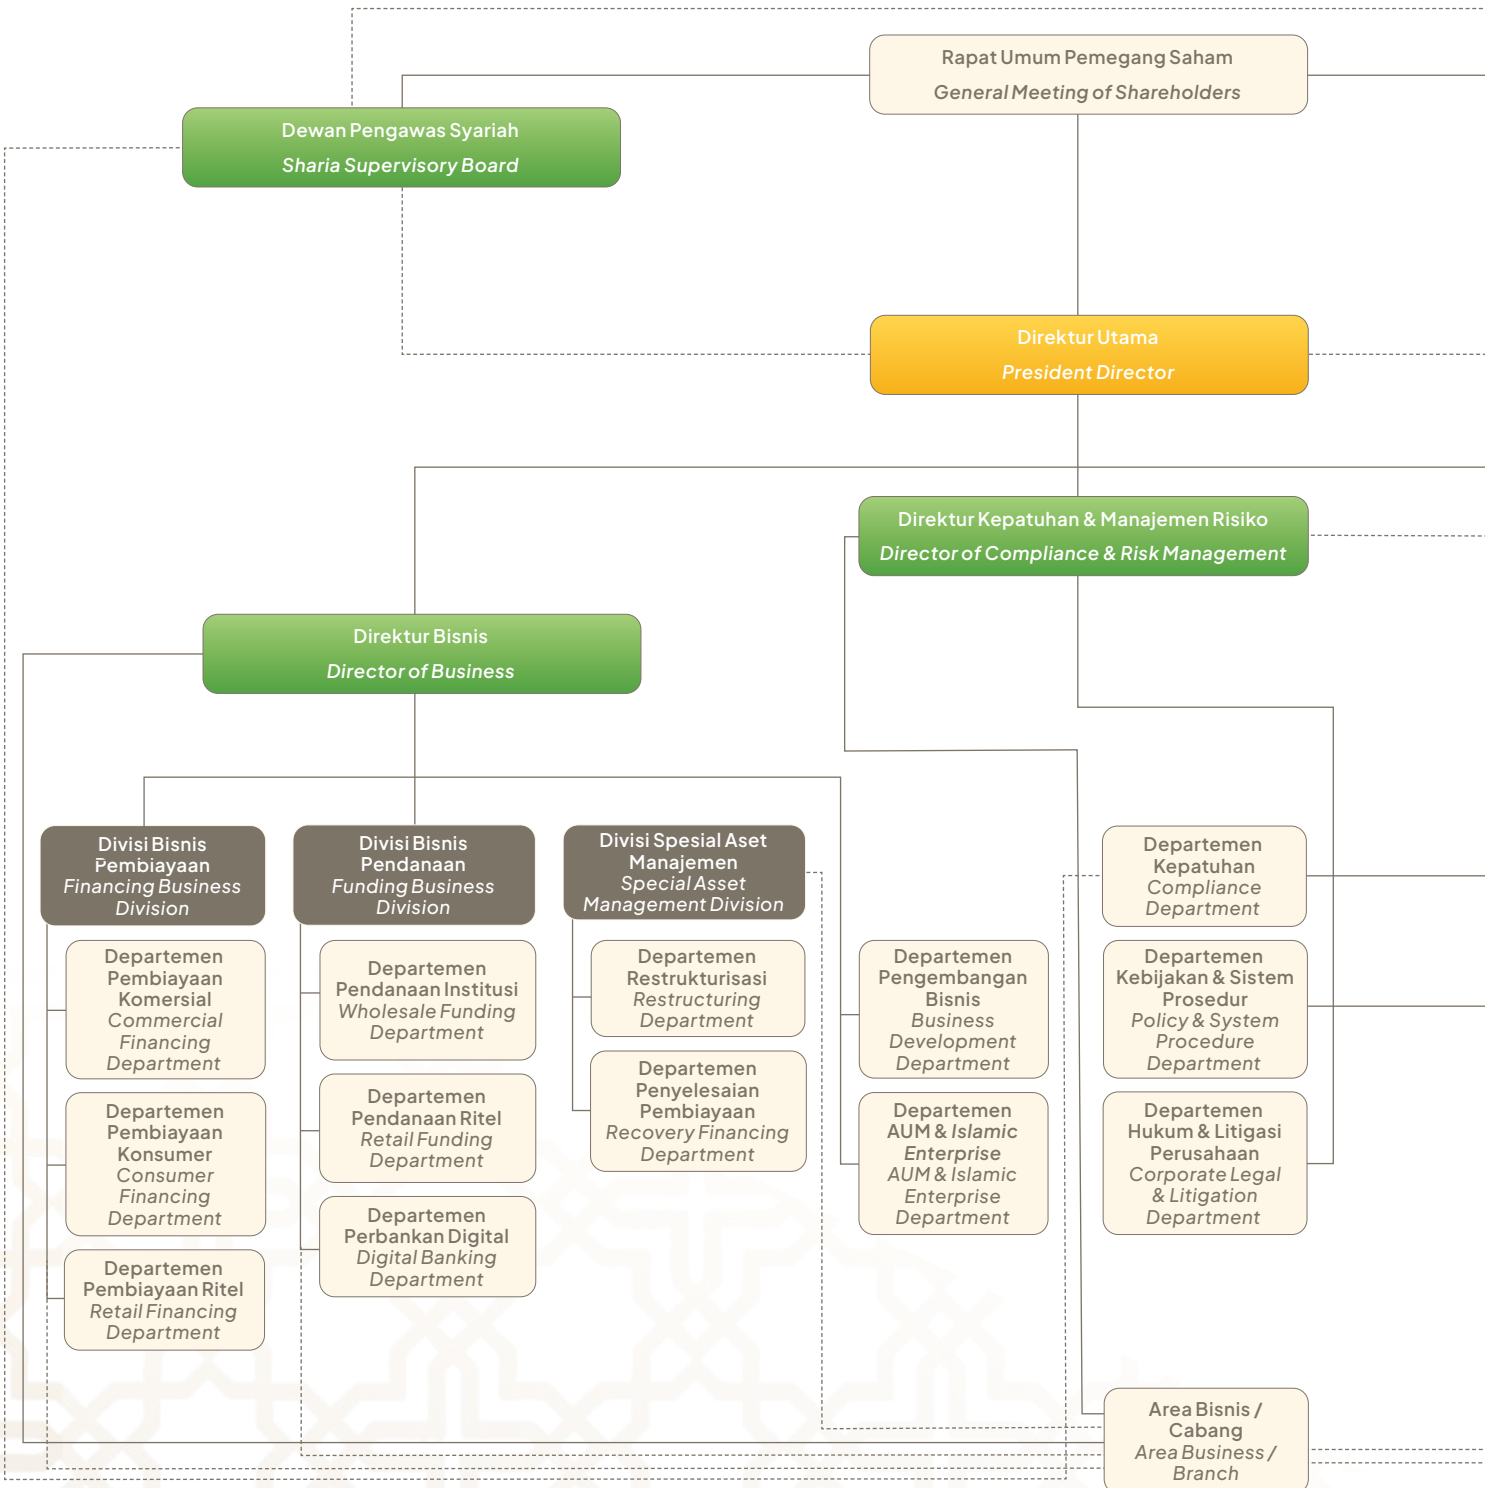 Rapat Umum Pemegang Saham
General Meeting of Shareholders
Dewan Pengawas Syariah
Sharia Supervisory Board
Direktur Utama
President Director
Direktur Kepatuhan & Manajemen Risiko
Director of Compliance & Risk Management
Direktur Bisnis
Director of Business
Divisi Bisnis
Pembiayaan
Financing Business
Division
Departemen
Pembiayaan
Komersial
Commercial
Financing
Department
Departemen
Pembiayaan
Konsumer
Consumer
Financing
Department
Departemen
Pembiayaan Ritel
Retail Financing
Department
Divisi Bisnis
Pendanaan
Funding Business
Division
Departemen
Pendanaan Institusi
Wholesale Funding
Department
Departemen
Pendanaan Ritel
Retail Funding
Department
Departemen
Perbankan Digital
Digital Banking
Department
Divisi Spesial Aset
Manajemen
Special Asset
Management Division
Departemen
Restrukturisasi
Restructuring
Department
Departemen
Penyelesaian
Pembiayaan
Recovery Financing
Department
Departemen
Pengembangan
Bisnis
Business
Development
Department
Departemen
AUM & Islamic
Enterprise
AUM & Islamic
Enterprise
Department
Departemen
Kepatuhan
Compliance
Department
Departemen
Kebijakan & Sistem
Prosedur
Policy & System
Procedure
Department
Departemen
Hukum & Litigasi
Perusahaan
Corporate Legal
& Litigation
Department
Area Bisnis /
Cabang
Area Business /
Branch